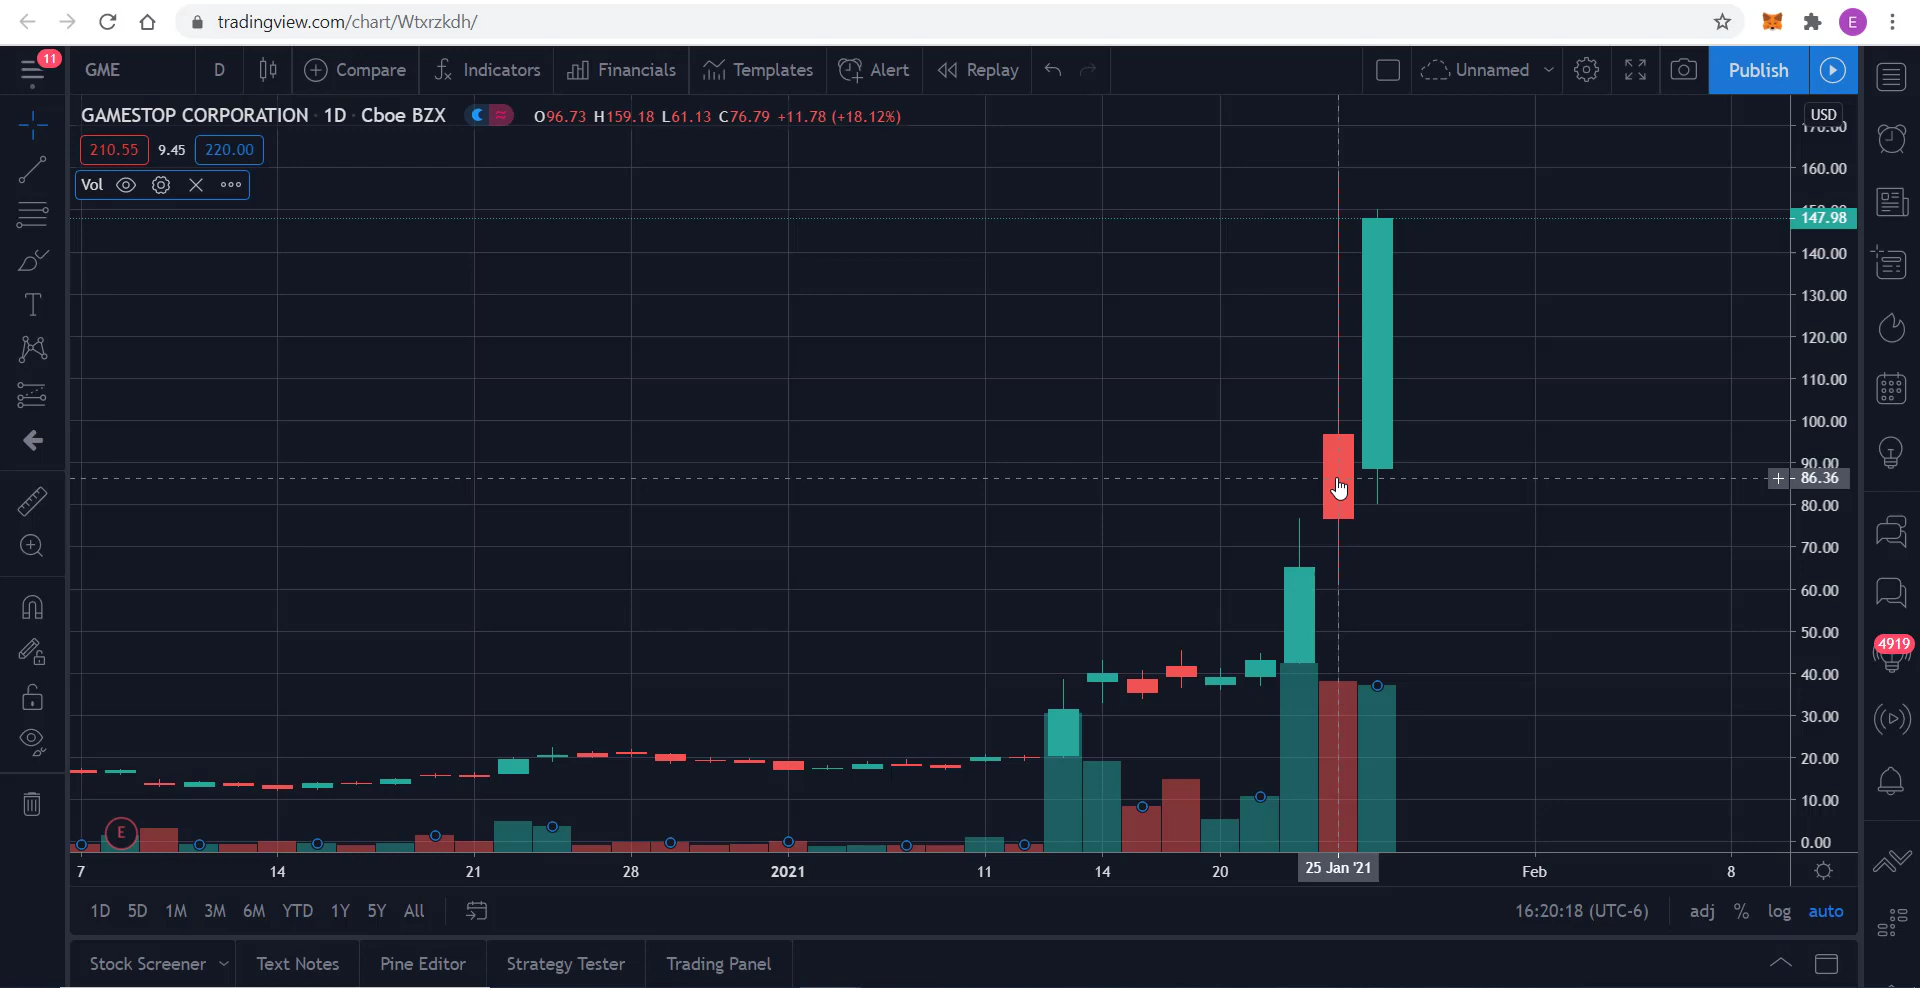 tradingview.com/chart/Wtxrzkdh/
E
11
GME
D
Compare
Indicators
Financials
Templates
Alert
Replay
Unnamed
Publish
GAMESTOP CORPORATION · 1D · Cboe BZX
O96.73 H159.18 L61.13 C76.79 +11.78 (+18.12%)
210.55 9.45 220.00
Vol
USD
170.00
160.00
150.00
147.98
140.00
130.00
120.00
110.00
100.00
90.00
86.36
80.00
70.00
60.00
50.00
40.00
30.00
20.00
10.00
0.00
4919
E
7 14 21 28 2021 11 14 20 25 Jan '21 Feb 8
1D 5D 1M 3M 6M YTD 1Y 5Y All
16:20:18 (UTC-6) adj % log auto
Stock Screener Text Notes Pine Editor Strategy Tester Trading Panel